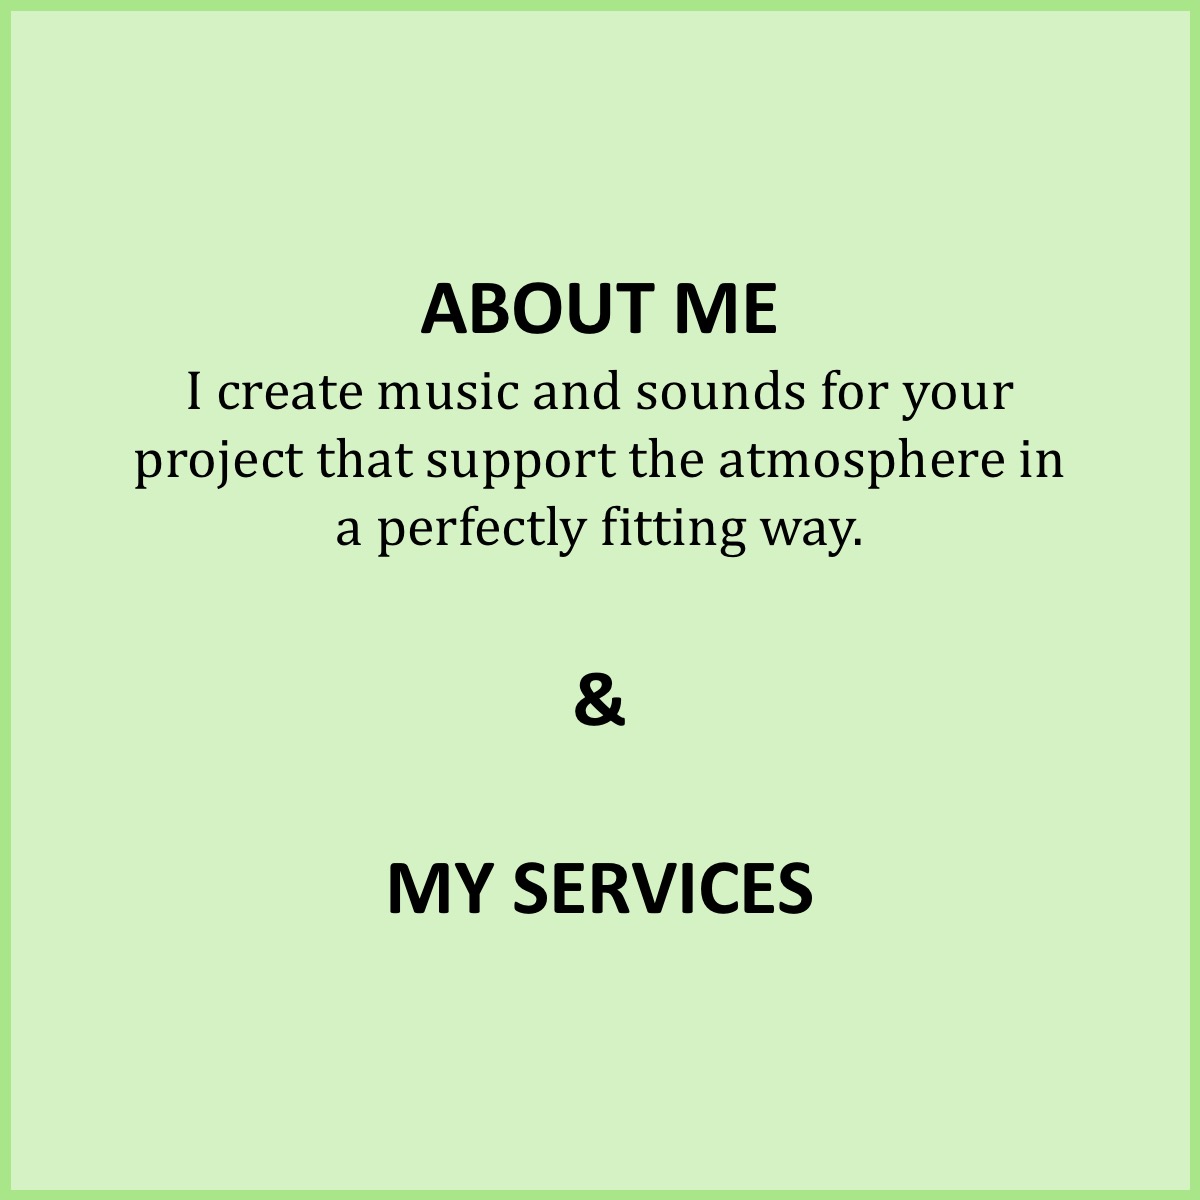 ABOUT ME
I create music and sounds for your
project that support the atmosphere in
a perfectly fitting way.
&
MY SERVICES